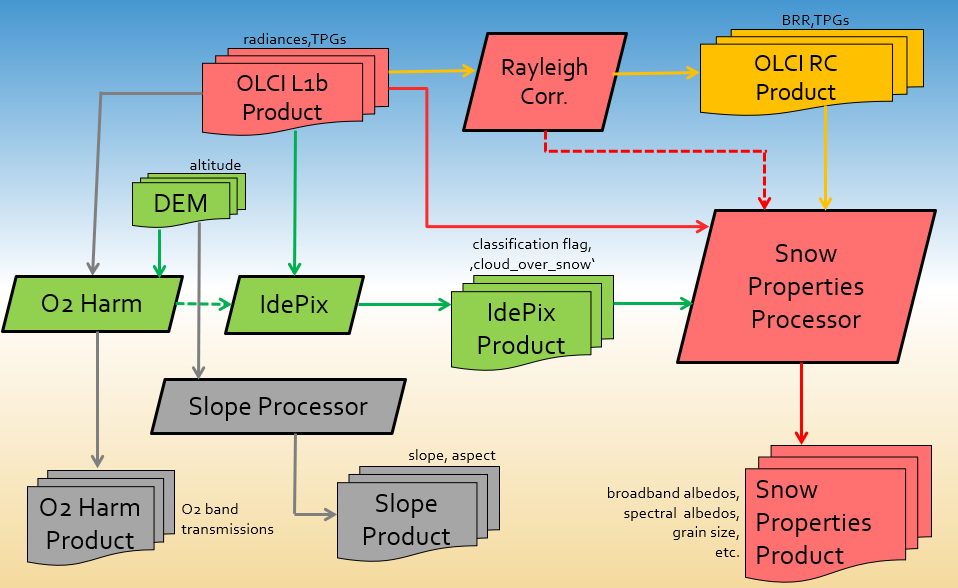 radiances,TPGs
OLCI L1b
Product
Rayleigh
Corr.
BRR,TPGs
OLCI RC
Product
altitude
DEM
O2 Harm
IdePix
classification flag,
‚cloud_over_snow‘
IdePix
Product
Snow
Properties
Processor
Slope Processor
slope, aspect
Slope
Product
O2 Harm
Product
O2 band
transmissions
broadband albedos,
spectral albedos,
grain size,
etc.
Snow
Properties
Product